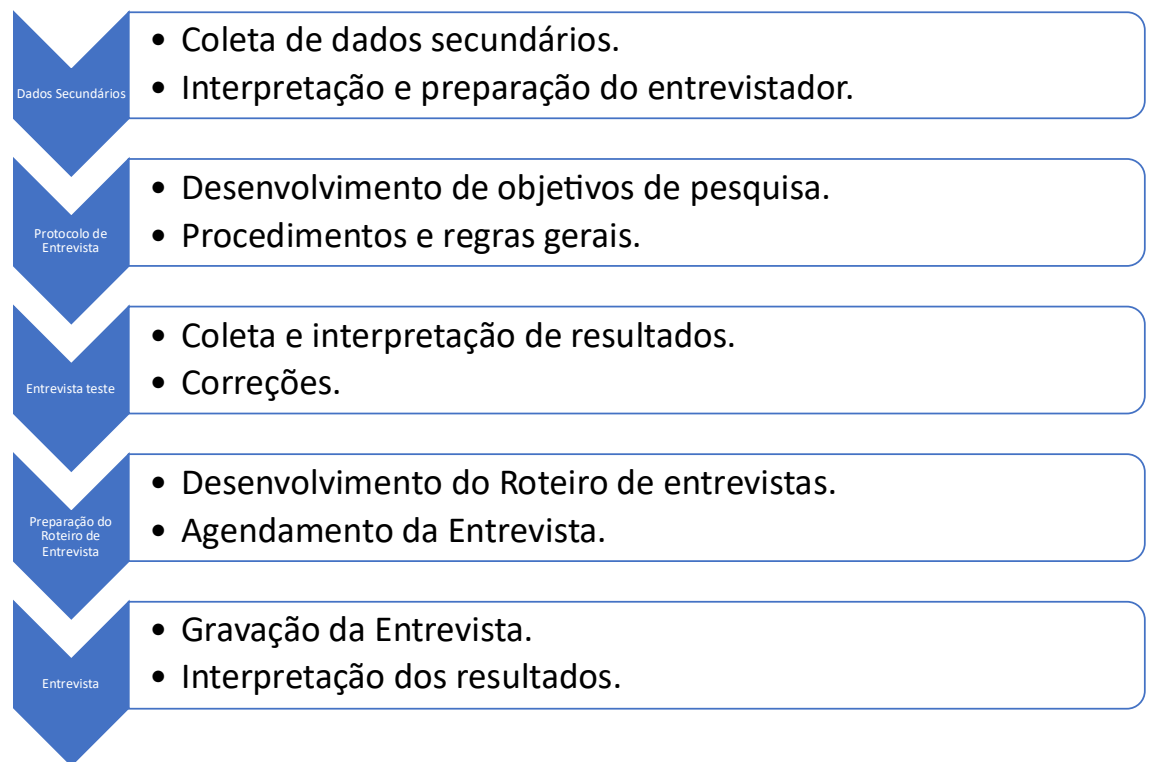 Dados Secundários
• Coleta de dados secundários.
• Interpretação e preparação do entrevistador.
Protocolo de
Entrevista
• Desenvolvimento de objetivos de pesquisa.
• Procedimentos e regras gerais.
Entrevista teste
• Coleta e interpretação de resultados.
• Correções.
Preparação do
Roteiro de
Entrevista
• Desenvolvimento do Roteiro de entrevistas.
• Agendamento da Entrevista.
Entrevista
• Gravação da Entrevista.
• Interpretação dos resultados.